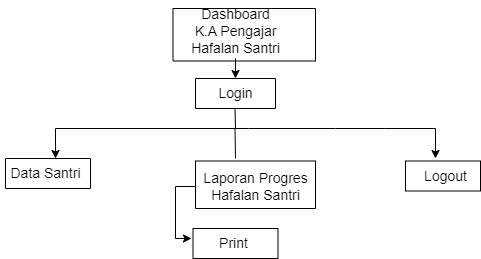 Dashboard
K.A Pengajar
Hafalan Santri
Login
Data Santri
Laporan Progres
Hafalan Santri
Logout
Print